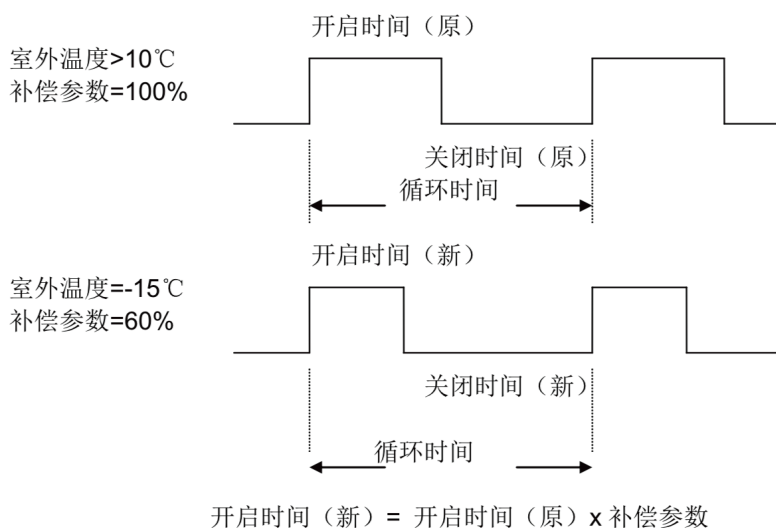 开启时间（原）
室外温度>10℃
补偿参数=100%
关闭时间（原）
循环时间
开启时间（新）
室外温度=-15℃
补偿参数=60%
关闭时间（新）
循环时间
开启时间（新）= 开启时间（原）x 补偿参数